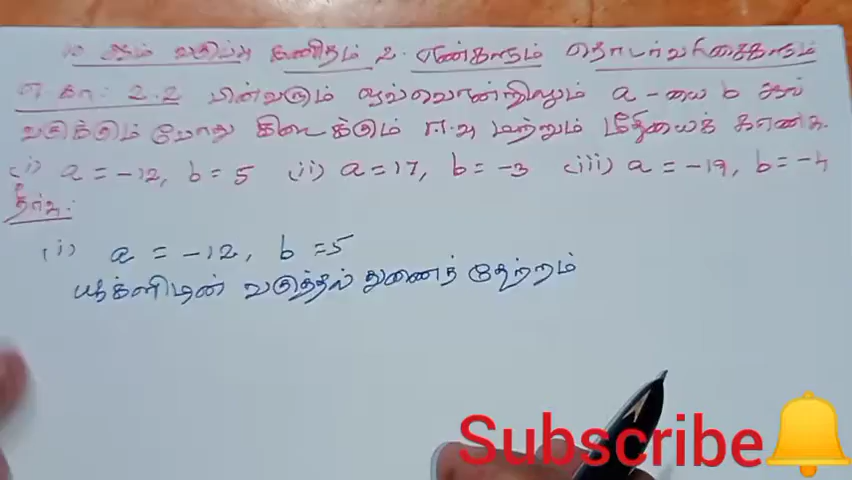 10 ஆம் வகுப்பு கணிதம் 2. எண்களும் தொடர்வரிசைகளும்
எ.கா: 2.2 பின்வரும் ஒவ்வொன்றிலும் a - யை b ஆல்
வகுக்கும் போது கிடைக்கும் ஈவு மற்றும் மீதியைக் காண்க.
(i) a = -12, b = 5 (ii) a = 17, b = -3 (iii) a = -19, b = -4
தீர்வு:
(i) a = -12, b = 5
யூக்ளிடின் வகுத்தல் துணைத் தேற்றம்
Subscribe